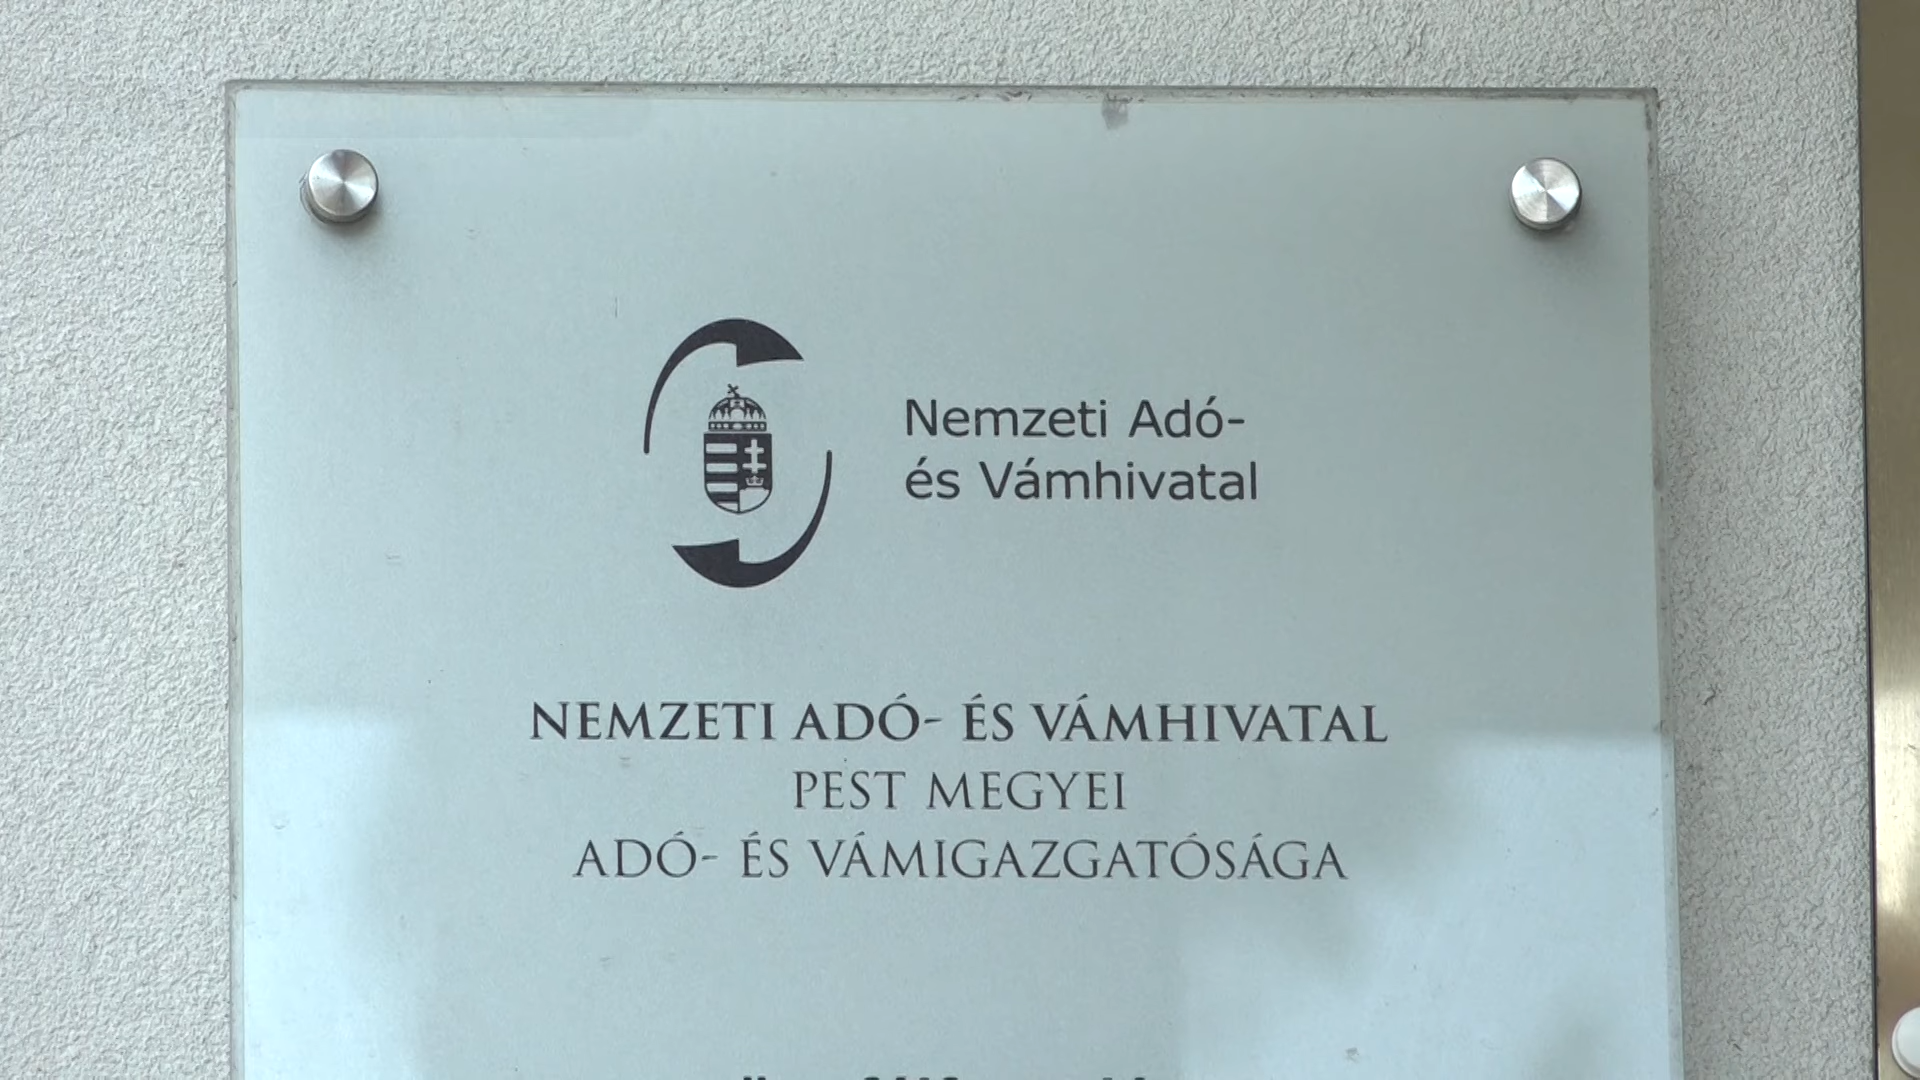 Nemzeti Adó-
és Vámhivatal
NEMZETI ADÓ- ÉS VÁMHIVATAL
PEST MEGYEI
ADÓ- ÉS VÁMIGAZGATÓSÁGA